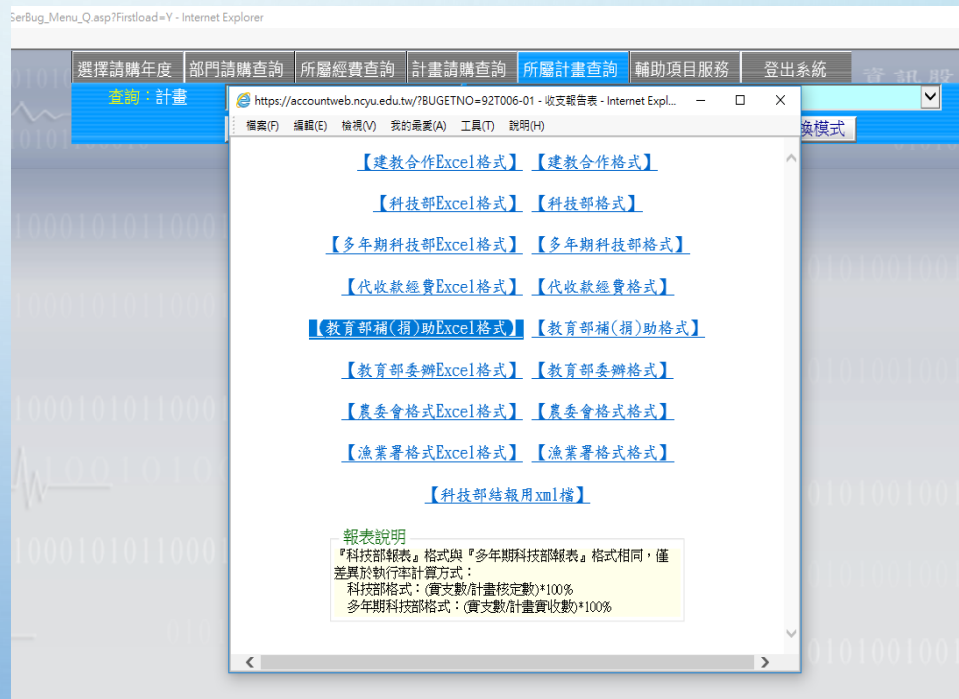 SerBug_Menu_Q.asp?Firstload=Y - Internet Explorer
選擇請購年度 部門請購查詢 所屬經費查詢 計畫請購查詢 所屬計畫查詢 輔助項目服務 登出系統
資訊股
查詢：計畫
換模式
https://accountweb.ncyu.edu.tw/?BUGETNO=92T006-01 - 收支報告表 - Internet Expl...
檔案(F) 編輯(E) 檢視(V) 我的最愛(A) 工具(T) 說明(H)
【建教合作Excel格式】 【建教合作格式】
【科技部Excel格式】 【科技部格式】
【多年期科技部Excel格式】 【多年期科技部格式】
【代收款經費Excel格式】 【代收款經費格式】
【教育部補(捐)助Excel格式】 【教育部補(捐)助格式】
【教育部委辦Excel格式】 【教育部委辦格式】
【農委會格式Excel格式】 【農委會格式格式】
【漁業署格式Excel格式】 【漁業署格式格式】
【科技部結報用xml檔】
報表說明
『科技部報表』格式與『多年期科技部報表』格式相同，僅
差異於執行率計算方式：
科技部格式：(實支數/計畫核定數)*100%
多年期科技部格式：(實支數/計畫實收數)*100%